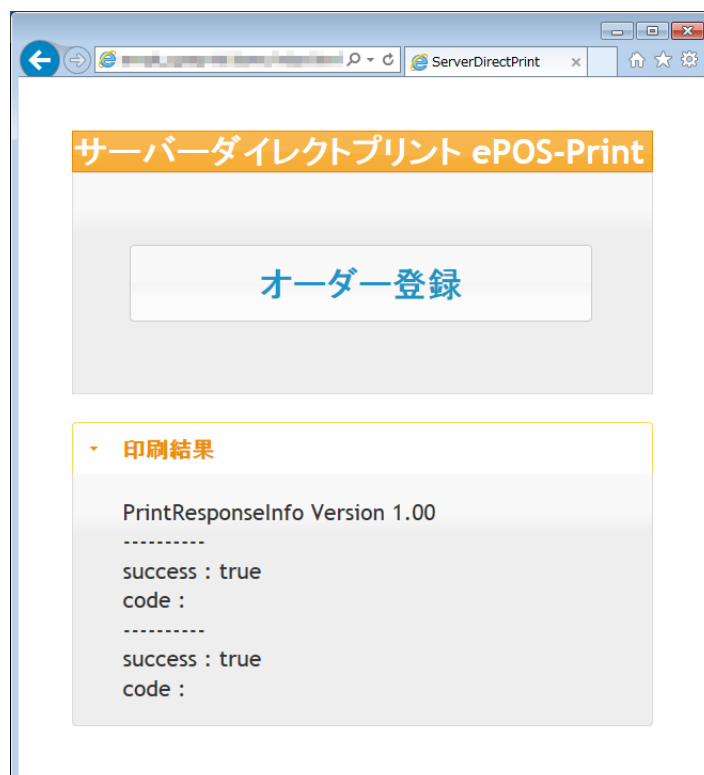 ServerDirectPrint
サーバーダイレクトプリント ePOS-Print
オーダー登録
印刷結果
PrintResponseInfo Version 1.00
----------
success : true
code :
----------
success : true
code :